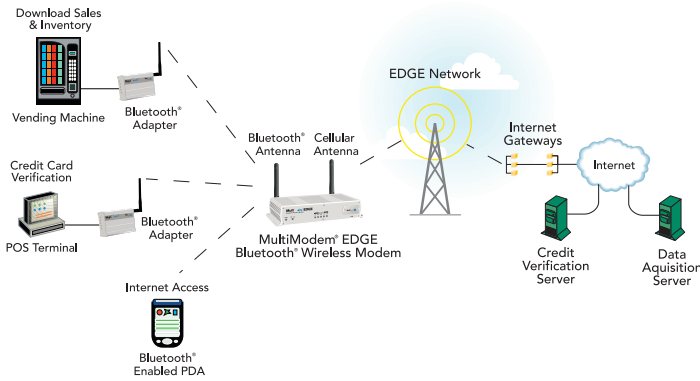 Download Sales
& Inventory
Vending Machine
Bluetooth®
Adapter
Credit Card
Verification
POS Terminal
Bluetooth®
Adapter
Internet Access
Bluetooth®
Enabled PDA
Bluetooth®
Antenna
Cellular
Antenna
MultiModem® EDGE
Bluetooth® Wireless Modem
EDGE Network
Internet
Gateways
Internet
Credit
Verification
Server
Data
Aquisition
Server